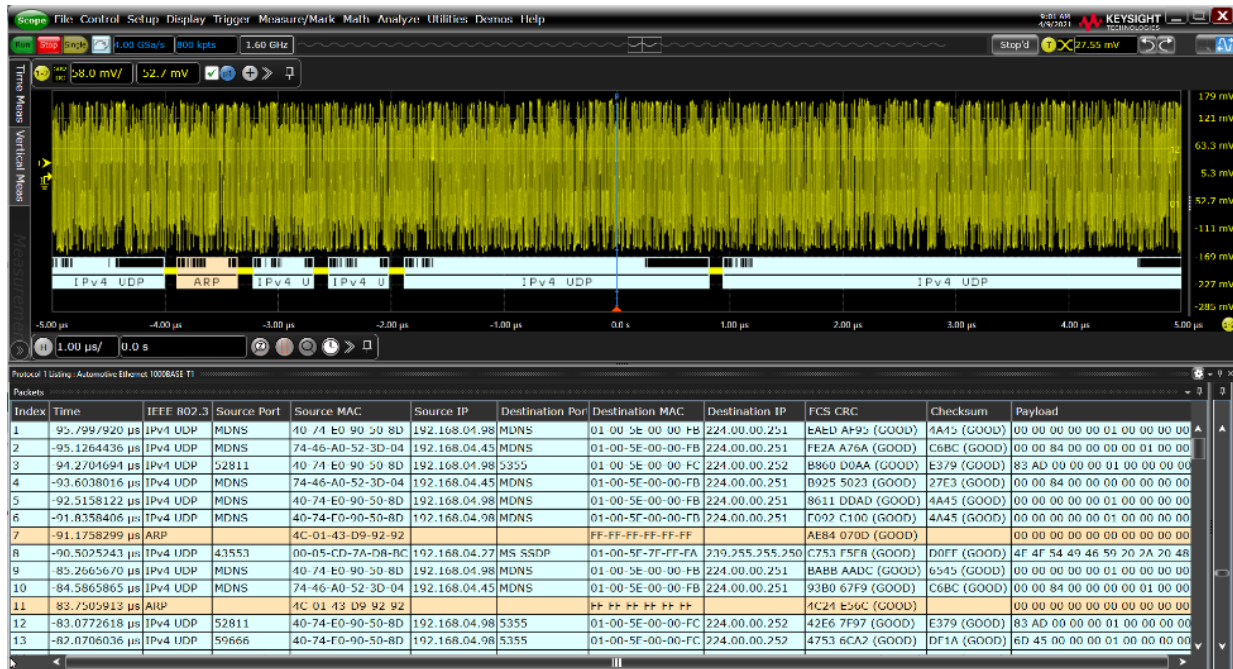 Scope File Control Setup Display Trigger Measure/Mark Math Analyze Utilities Demos Help 9:01 AM 4/9/2021 KEYSIGHT TECHNOLOGIES
Run Stop Single 4.00 GSa/s 800 kpts 1.60 GHz Stop'd T 27.55 mV
58.0 mV/ 52.7 mV
Time Meas
Vertical Meas
Measurements
179 mV
121 mV
63.3 mV
5.3 mV
52.7 mV
-111 mV
-169 mV
-227 mV
-285 mV
IPv4 UDP ARP IPv4 U IPv4 U IPv4 UDP IPv4 UDP
-5.00 µs -4.00 µs -3.00 µs -2.00 µs -1.00 µs 0.0 s 1.00 µs 2.00 µs 3.00 µs 4.00 µs 5.00 µs
H 1.00 µs/ 0.0 s
Protocol 1 Listing : Automotive Ethernet 1000BASE-T1
Packets
Index Time IEEE 802.3 Source Port Source MAC Source IP Destination Por Destination MAC Destination IP FCS CRC Checksum Payload
1 -95.7997920 µs IPv4 UDP MDNS 40-74-E0-90-50-8D 192.168.04.98 MDNS 01-00-5E-00-00-FB 224.00.00.251 EAED AF95 (GOOD) 4A45 (GOOD) 00 00 00 00 00 01 00 00 00 00
2 -95.1264436 µs IPv4 UDP MDNS 74-46-A0-52-3D-04 192.168.04.45 MDNS 01-00-5E-00-00-FB 224.00.00.251 FE2A A76A (GOOD) C6BC (GOOD) 00 00 84 00 00 00 00 01 00 00
3 -94.2704694 µs IPv4 UDP 52811 40-74-E0-90-50-8D 192.168.04.98 5355 01-00-5E-00-00-FC 224.00.00.252 B860 D0AA (GOOD) E379 (GOOD) 83 AD 00 00 00 01 00 00 00 00
4 -93.6038016 µs IPv4 UDP MDNS 74-46-A0-52-3D-04 192.168.04.45 MDNS 01-00-5E-00-00-FB 224.00.00.251 B925 5023 (GOOD) 27E3 (GOOD) 00 00 84 00 00 00 00 01 00 00
5 -92.5158122 µs IPv4 UDP MDNS 40-74-E0-90-50-8D 192.168.04.98 MDNS 01-00-5E-00-00-FB 224.00.00.251 8611 DDAD (GOOD) 4A45 (GOOD) 00 00 00 00 00 01 00 00 00 00
6 -91.8358406 µs IPv4 UDP MDNS 40-74-E0-90-50-8D 192.168.04.98 MDNS 01-00-5E-00-00-FB 224.00.00.251 E092 C100 (GOOD) 4A45 (GOOD) 00 00 00 00 00 01 00 00 00 00
7 -91.1758299 µs ARP 4C-01-43-D9-92-92 FF-FF-FF-FF-FF-FF AE84 070D (GOOD) 00 00 00 00 00 00 00 00 00 00
8 -90.5025243 µs IPv4 UDP 43553 00-05-CD-7A-D8-BC 192.168.04.27 MS SSDP 01-00-5E-7F-FF-FA 239.255.255.250 C753 F5E8 (GOOD) D0EF (GOOD) 4E 4F 54 49 46 59 20 2A 20 48
9 -85.2665670 µs IPv4 UDP MDNS 40-74-E0-90-50-8D 192.168.04.98 MDNS 01-00-5E-00-00-FB 224.00.00.251 BABB AADC (GOOD) 6545 (GOOD) 00 00 00 00 00 01 00 00 00 00
10 -84.5865865 µs IPv4 UDP MDNS 74-46-A0-52-3D-04 192.168.04.45 MDNS 01-00-5E-00-00-FB 224.00.00.251 93B0 67F9 (GOOD) C6BC (GOOD) 00 00 84 00 00 00 00 01 00 00
11 83.7505913 µs ARP 4C 01 43 D9 92 92 FF FF FF FF FF FF 4C24 E56C (GOOD) 00 00 00 00 00 00 00 00 00 00
12 -83.0772618 µs IPv4 UDP 52811 40-74-E0-90-50-8D 192.168.04.98 5355 01-00-5E-00-00-FC 224.00.00.252 42E6 7F97 (GOOD) E379 (GOOD) 83 AD 00 00 00 01 00 00 00 00
13 -82.0706036 µs IPv4 UDP 59666 40-74-E0-90-50-8D 192.168.04.98 5355 01-00-5E-00-00-FC 224.00.00.252 4753 6CA2 (GOOD) DF1A (GOOD) 6D 45 00 00 00 01 00 00 00 00